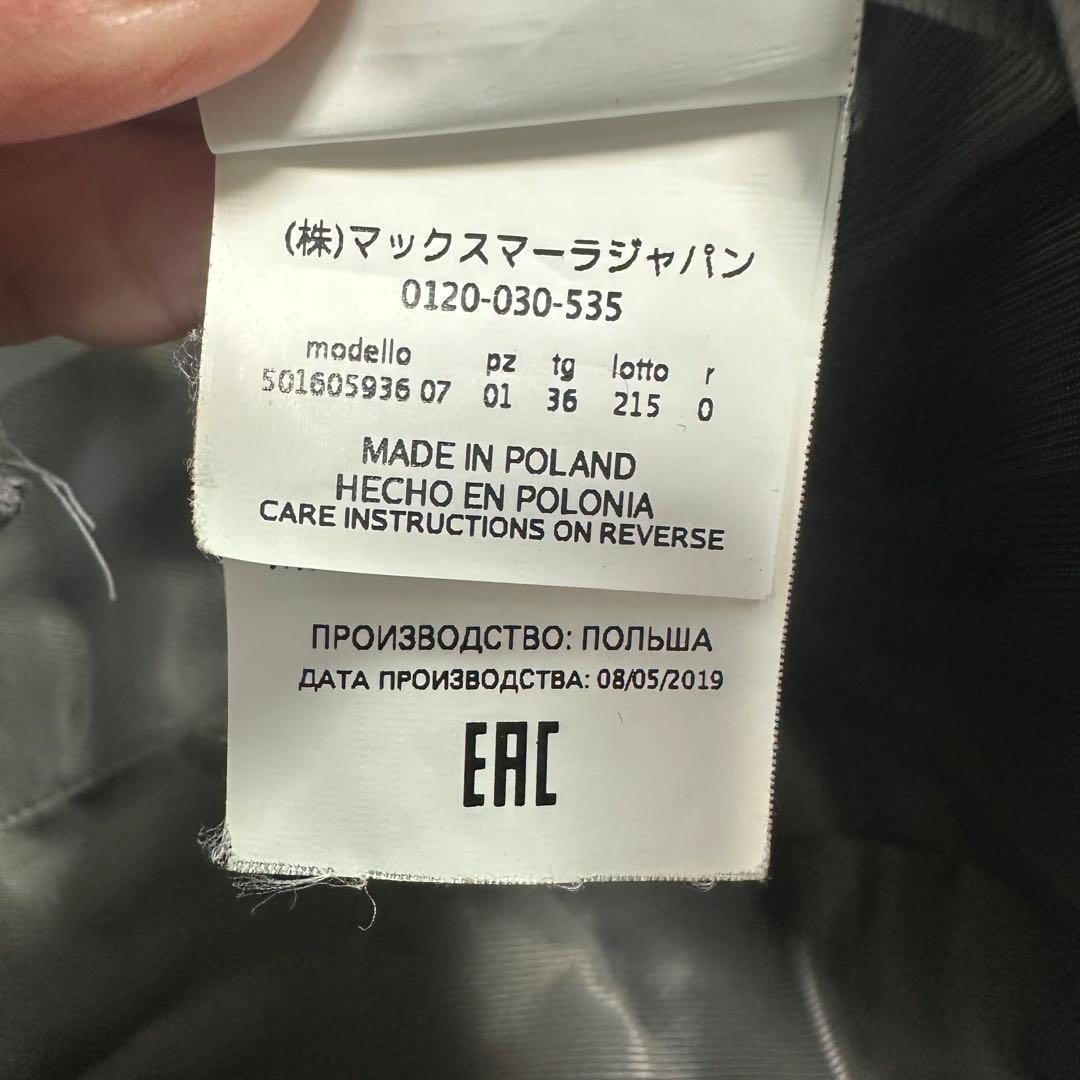 (株)マックスマーラジャパン
0120-030-535
modello pz tg lotto r
501605936 07 01 36 215 0
MADE IN POLAND
HECHO EN POLONIA
CARE INSTRUCTIONS ON REVERSE
ПРОИЗВОДСТВО: ПОЛЬША
ДАТА ПРОИЗВОДСТВА: 08/05/2019
EAC